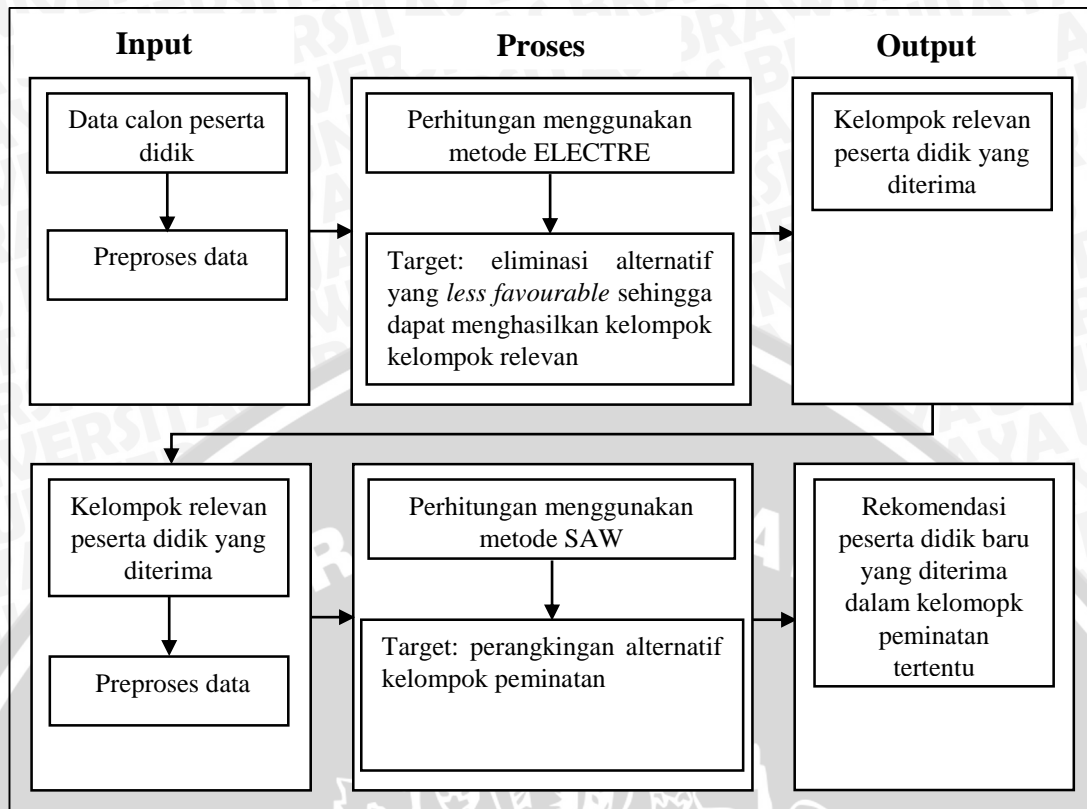 Input
Proses
Output
Data calon peserta
didik
Preproses data
Perhitungan menggunakan
metode ELECTRE
Target: eliminasi alternatif
yang less favourable sehingga
dapat menghasilkan kelompok
kelompok relevan
Kelompok relevan
peserta didik yang
diterima
Kelompok relevan
peserta didik yang
diterima
Preproses data
Perhitungan menggunakan
metode SAW
Target: perangkingan alternatif
kelompok peminatan
Rekomendasi
peserta didik baru
yang diterima
dalam kelomopk
peminatan
tertentu